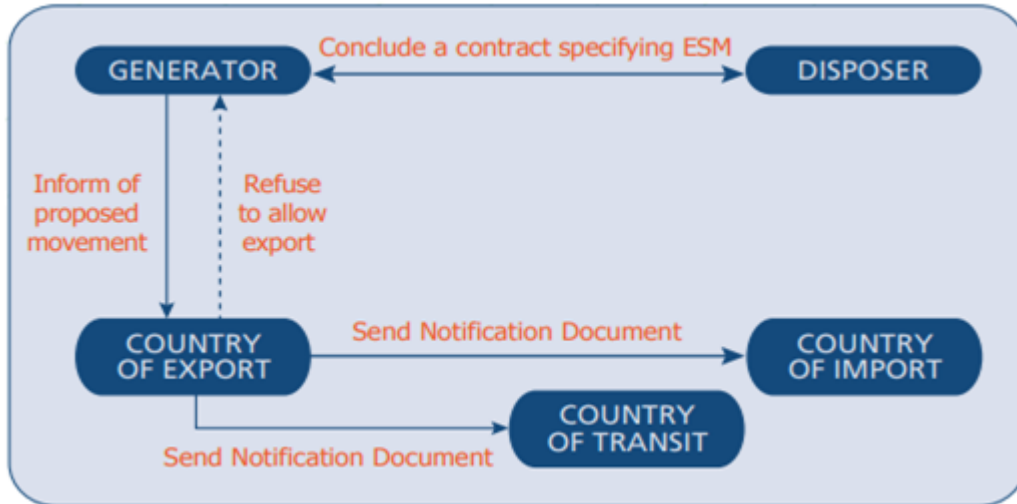 Conclude a contract specifying ESM
GENERATOR
DISPOSER
Inform of
proposed
movement
Refuse
to allow
export
COUNTRY
OF EXPORT
Send Notification Document
COUNTRY
OF IMPORT
COUNTRY
OF TRANSIT
Send Notification Document